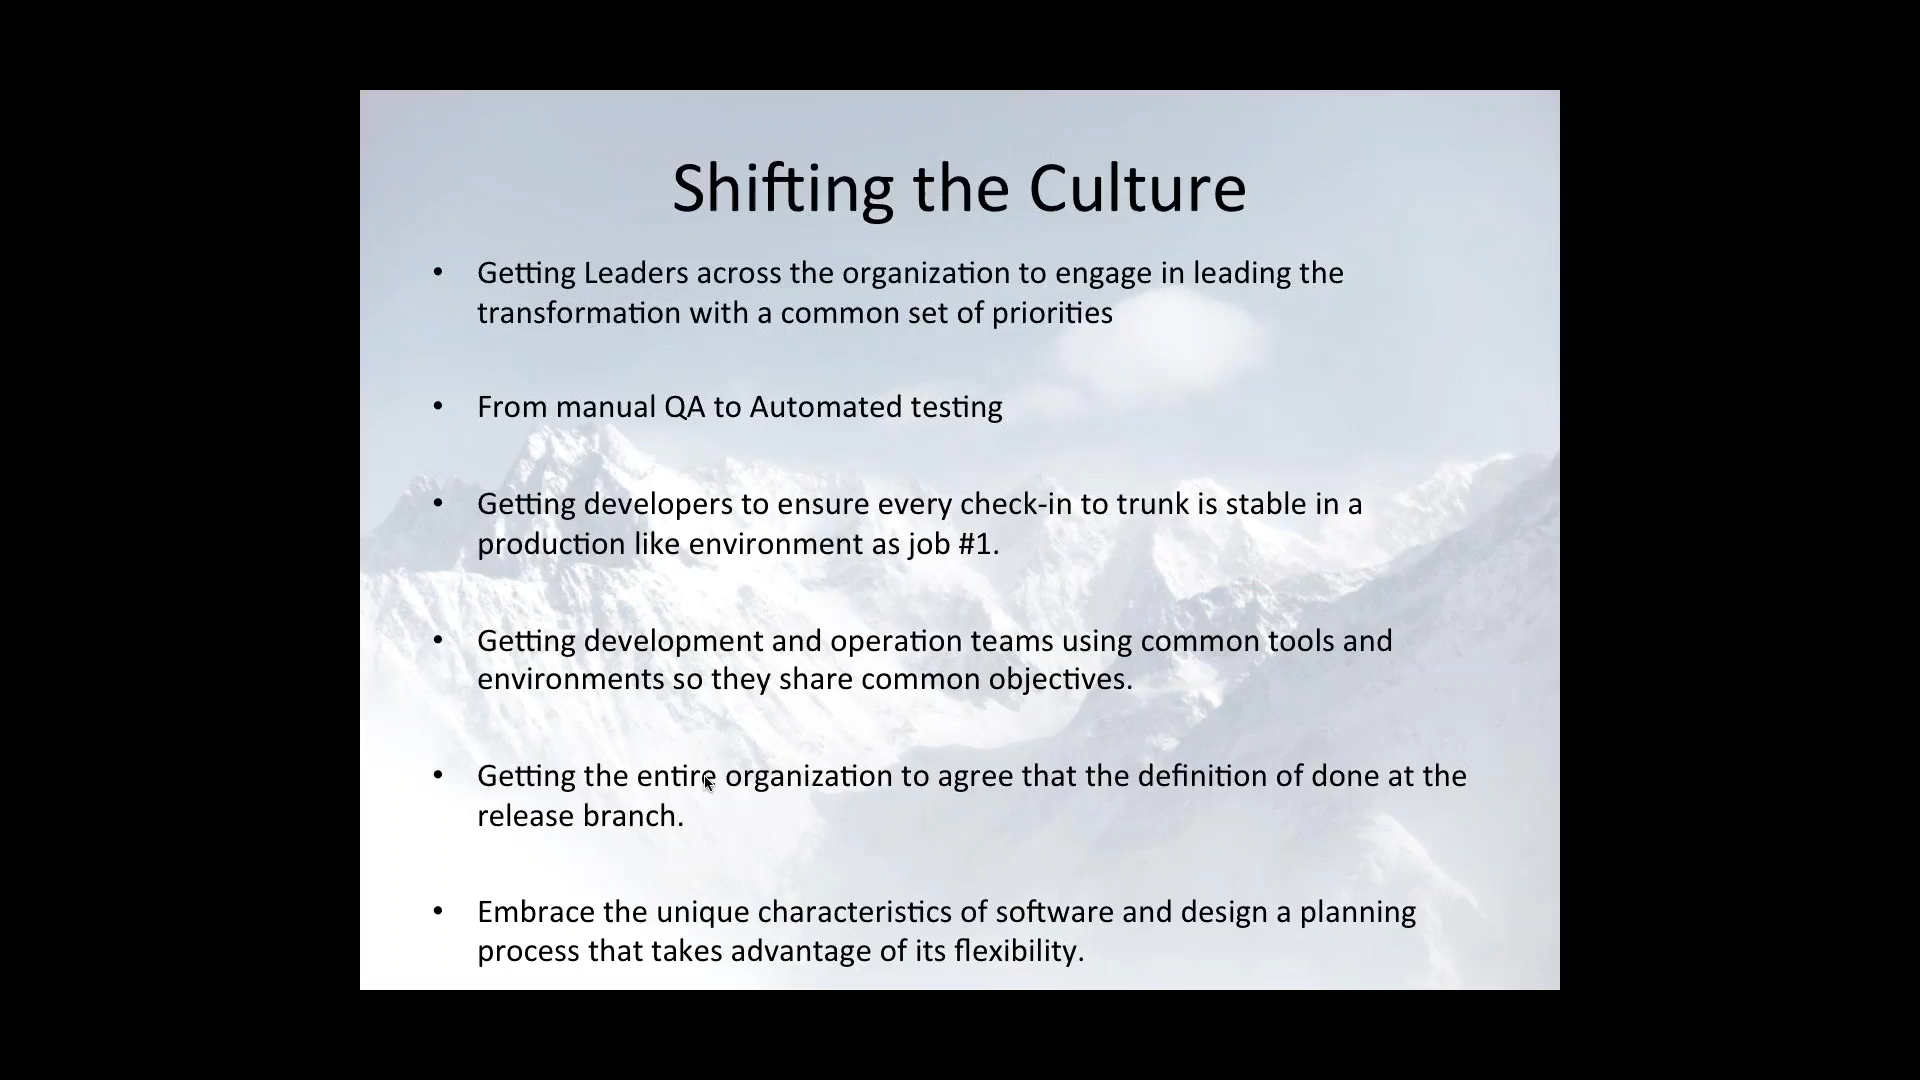 Shifting the Culture
• Getting Leaders across the organization to engage in leading the
transformation with a common set of priorities
• From manual QA to Automated testing
• Getting developers to ensure every check-in to trunk is stable in a
production like environment as job #1.
• Getting development and operation teams using common tools and
environments so they share common objectives.
• Getting the entire organization to agree that the definition of done at the
release branch.
• Embrace the unique characteristics of software and design a planning
process that takes advantage of its flexibility.